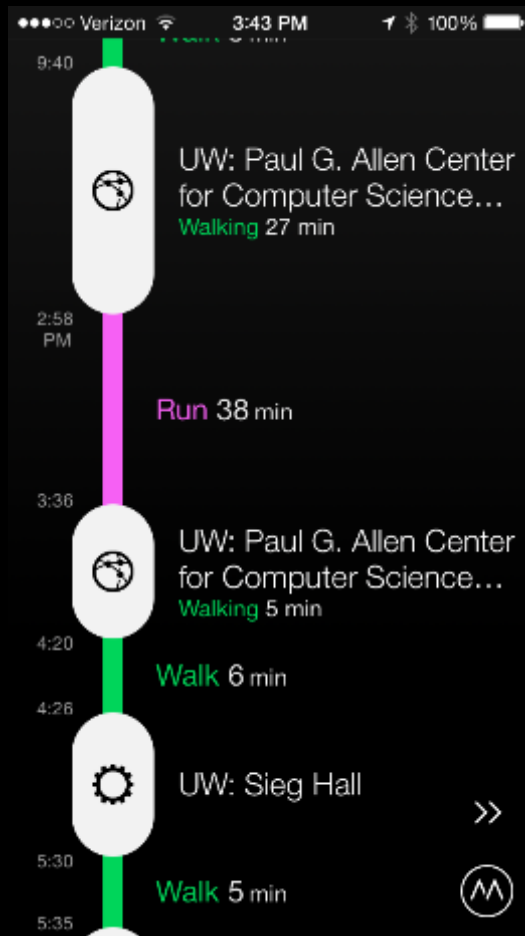 Verizon 3:43 PM 100%
9:40
UW: Paul G. Allen Center
for Computer Science...
Walking 27 min
2:58
PM
Run 38 min
3:36
UW: Paul G. Allen Center
for Computer Science...
Walking 5 min
4:20
Walk 6 min
4:26
UW: Sieg Hall
5:30
Walk 5 min
5:35